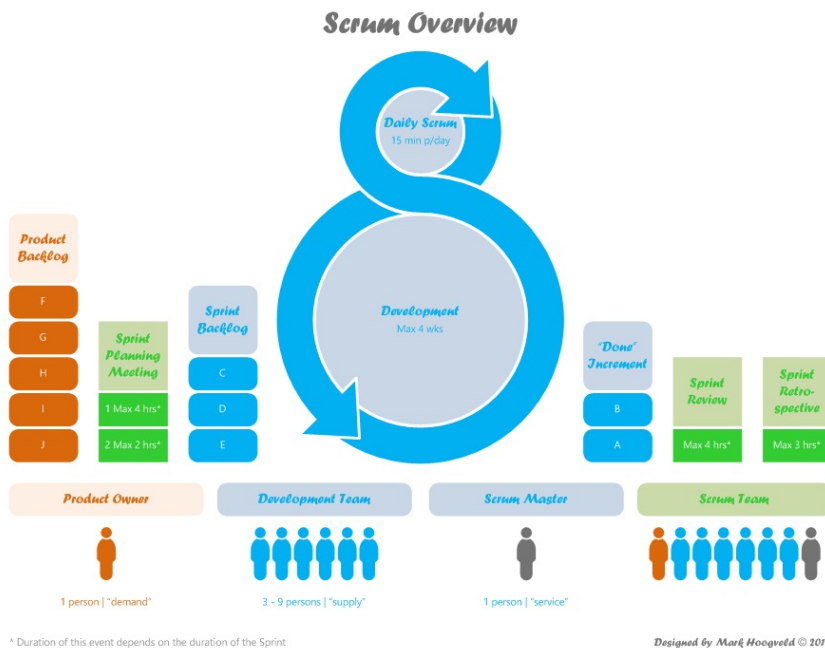 Scrum Overview
Daily Scrum
15 min p/day
Product
Backlog
F
G
H
I
J
Sprint
Planning
Meeting
1 Max 4 hrs*
2 Max 2 hrs*
Sprint
Backlog
C
D
E
Development
Max 4 wks
"Done"
Increment
B
A
Sprint
Review
Max 4 hrs*
Sprint
Retro-
spective
Max 3 hrs*
Product Owner
Development Team
Scrum Master
Scrum Team
1 person | "demand"
3 - 9 persons | "supply"
1 person | "service"
* Duration of this event depends on the duration of the Sprint
Designed by Mark Hoogveld © 201